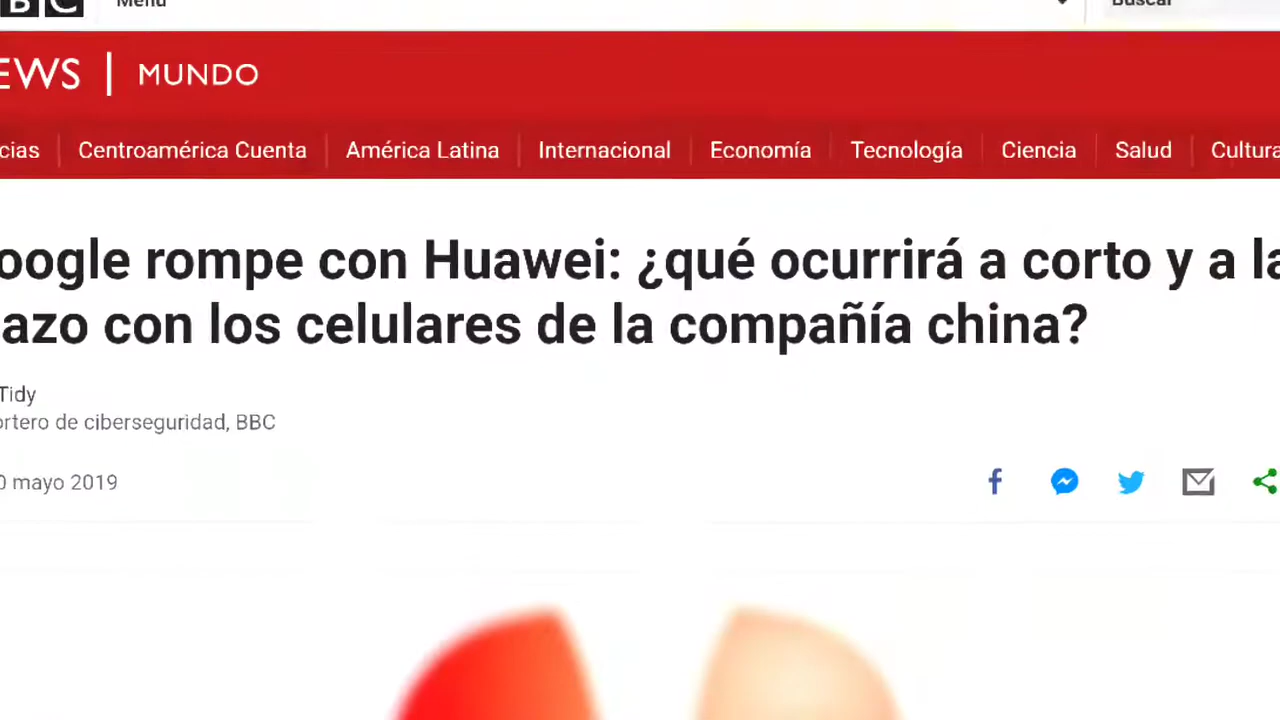 BBC Menú Buscar
EWS | MUNDO
cias Centroamérica Cuenta América Latina Internacional Economía Tecnología Ciencia Salud Cultura
oogle rompe con Huawei: ¿qué ocurrirá a corto y a la
azo con los celulares de la compañía china?
Tidy
ortero de ciberseguridad, BBC
0 mayo 2019